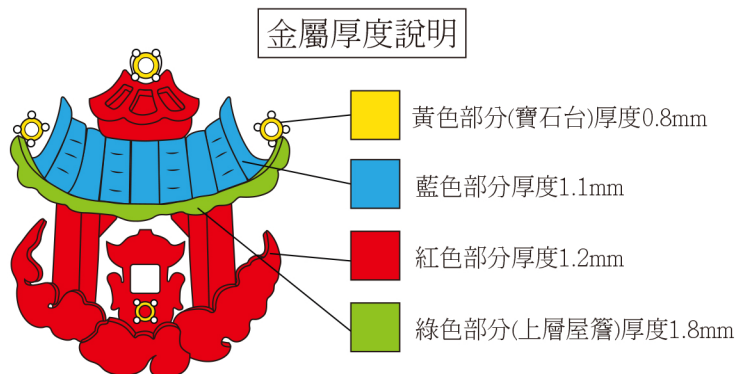 金屬厚度說明
黃色部分(寶石台)厚度0.8mm
藍色部分厚度1.1mm
紅色部分厚度1.2mm
綠色部分(上層屋簷)厚度1.8mm